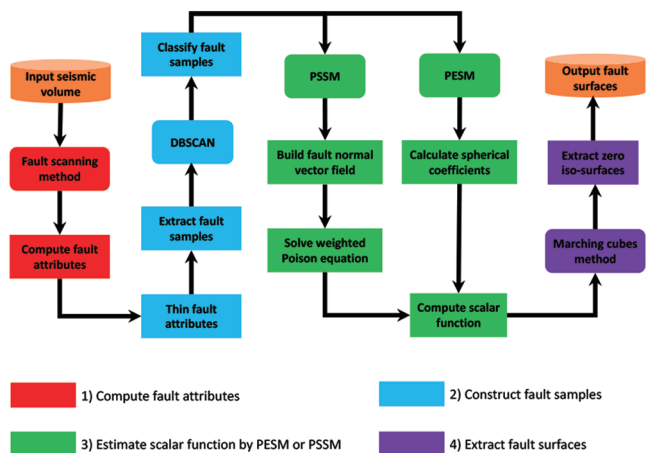 Input seismic
volume
Fault scanning
method
Compute fault
attributes
Thin fault
attributes
Extract fault
samples
DBSCAN
Classify fault
samples
PSSM
Build fault normal
vector field
Solve weighted
Poison equation
PESM
Calculate spherical
coefficients
Compute scalar
function
Marching cubes
method
Extract zero
iso-surfaces
Output fault
surfaces
1) Compute fault attributes
2) Construct fault samples
3) Estimate scalar function by PESM or PSSM
4) Extract fault surfaces